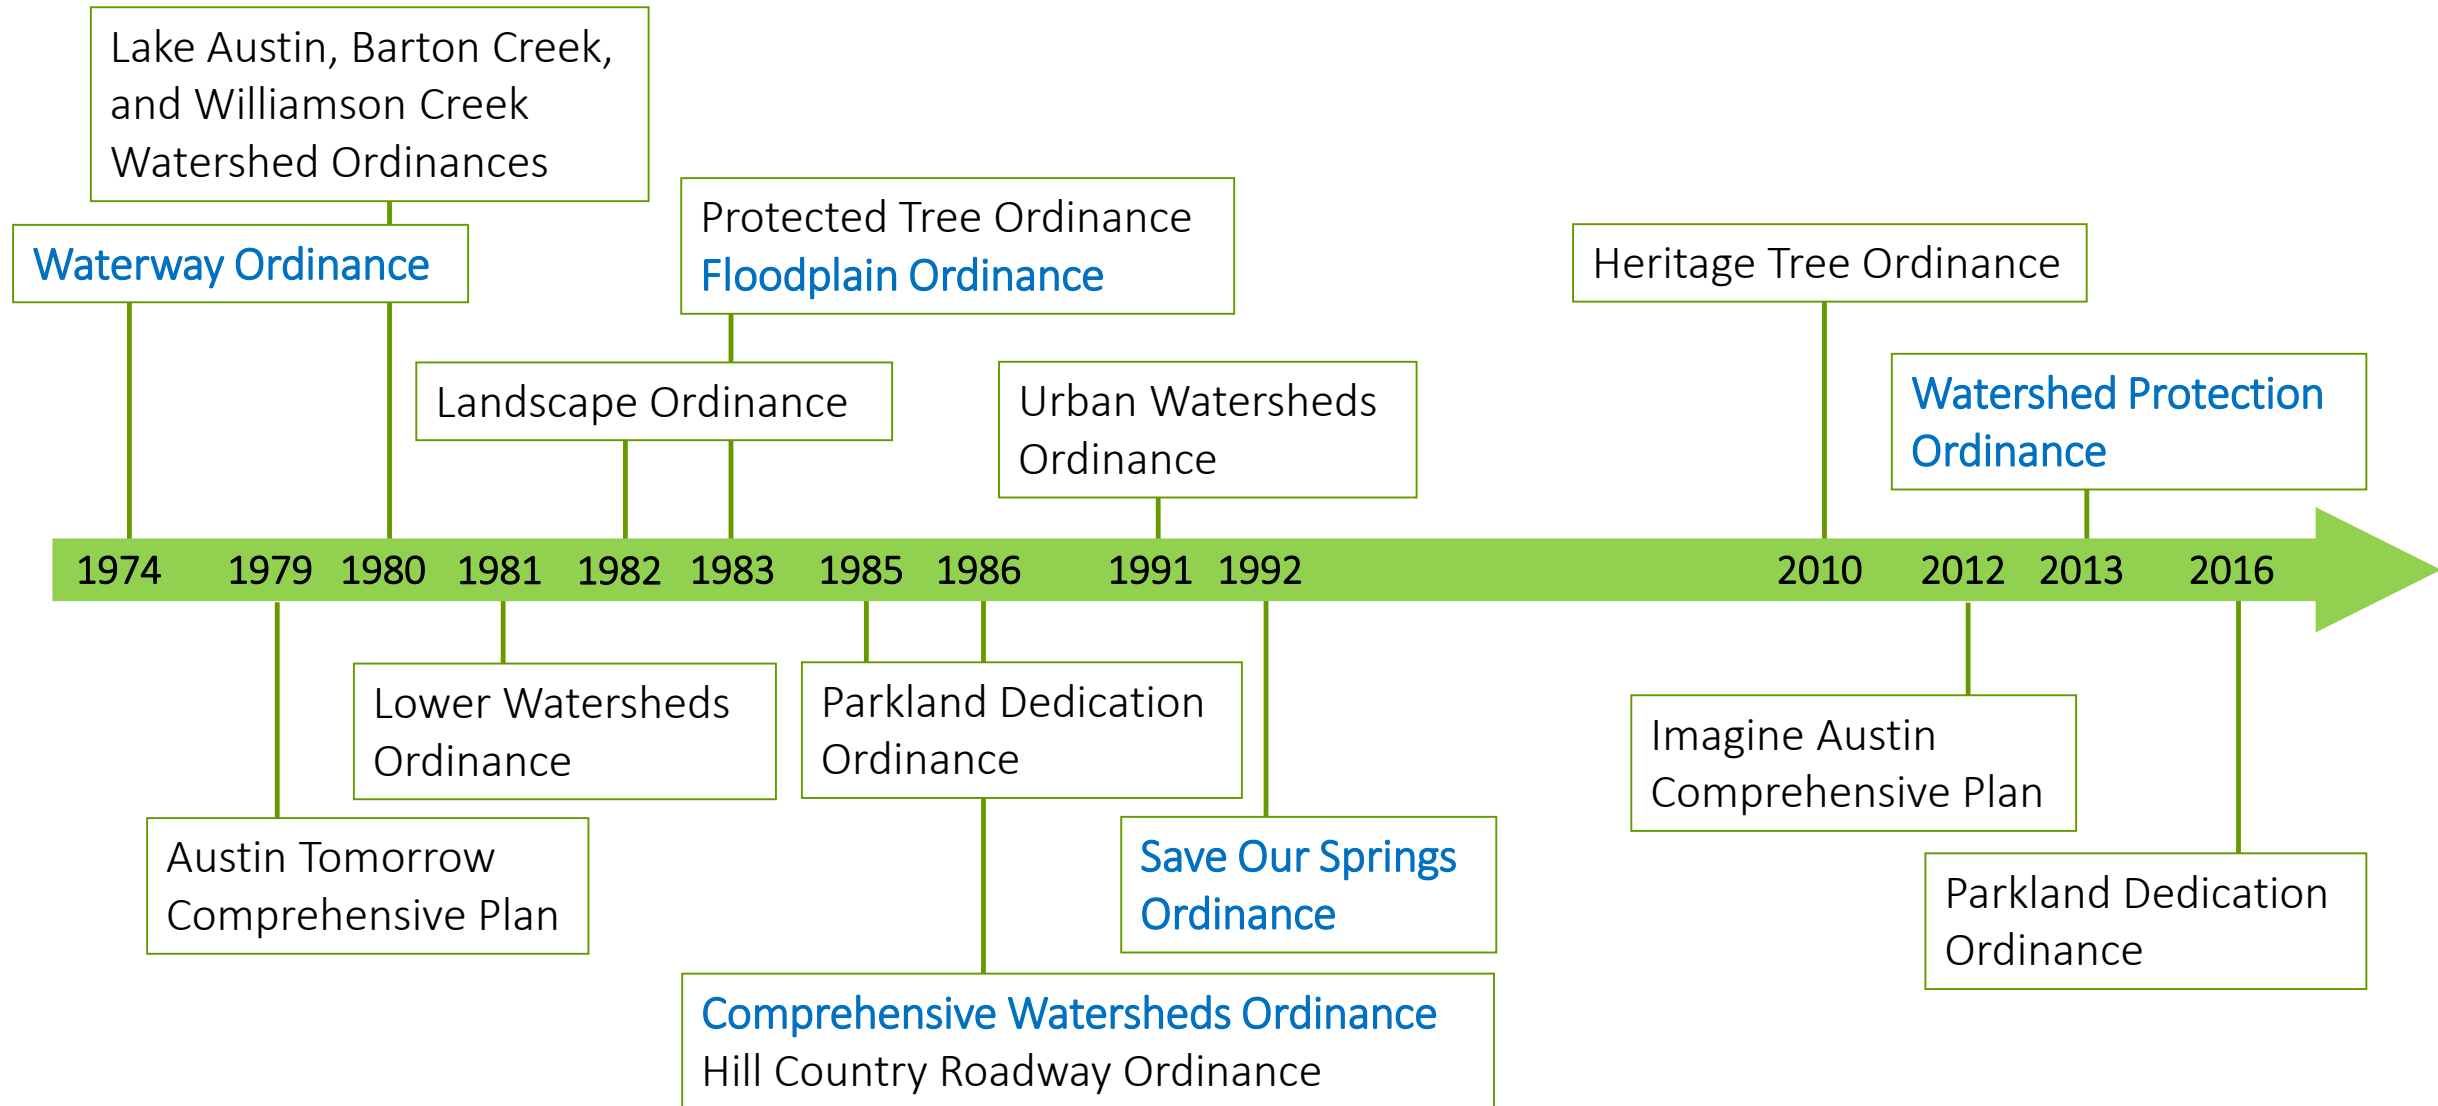 Lake Austin, Barton Creek,
and Williamson Creek
Watershed Ordinances
Waterway Ordinance
Protected Tree Ordinance
Floodplain Ordinance
Heritage Tree Ordinance
Landscape Ordinance
Urban Watersheds
Ordinance
Watershed Protection
Ordinance
1974 1979 1980 1981 1982 1983 1985 1986 1991 1992 2010 2012 2013 2016
Lower Watersheds
Ordinance
Parkland Dedication
Ordinance
Imagine Austin
Comprehensive Plan
Austin Tomorrow
Comprehensive Plan
Save Our Springs
Ordinance
Parkland Dedication
Ordinance
Comprehensive Watersheds Ordinance
Hill Country Roadway Ordinance